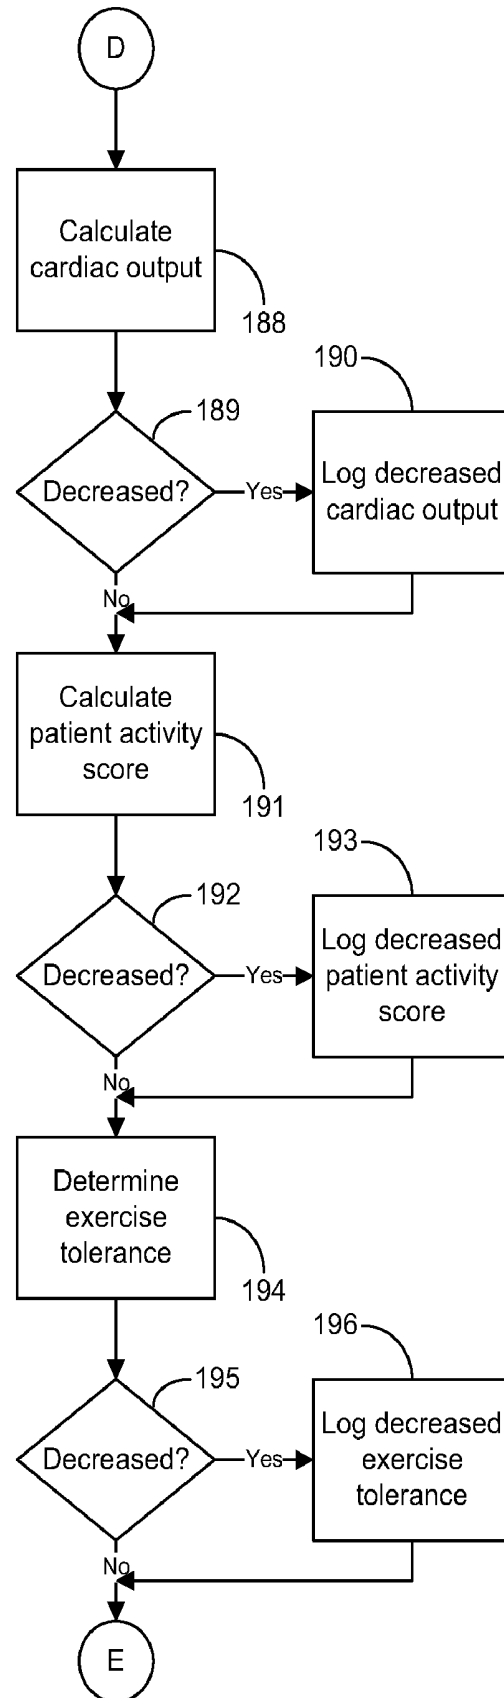 D
Calculate
cardiac output
188
190
189
Decreased?
Yes
Log decreased
cardiac output
No
Calculate
patient activity
score
191
193
192
Decreased?
Yes
Log decreased
patient activity
score
No
Determine
exercise
tolerance
194
196
195
Decreased?
Yes
Log decreased
exercise
tolerance
No
E